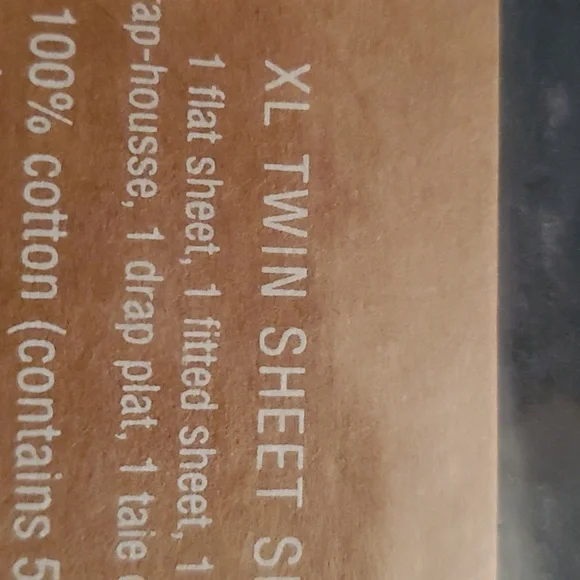 XL TWIN SHEET
1 flat sheet, 1 fitted sheet, 1
ap-housse, 1 drap plat, 1 taie
100% cotton (contains 5